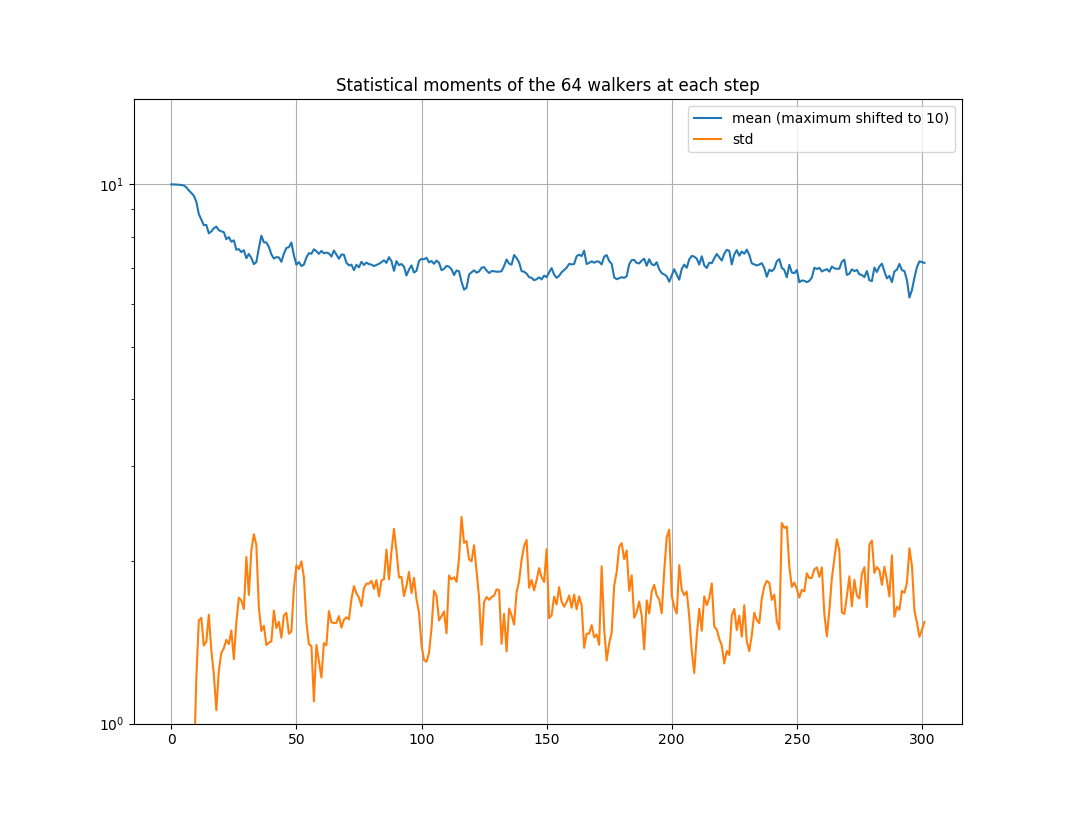 Statistical moments of the 64 walkers at each step
mean (maximum shifted to 10)
std
10¹
10⁰
0 50 100 150 200 250 300